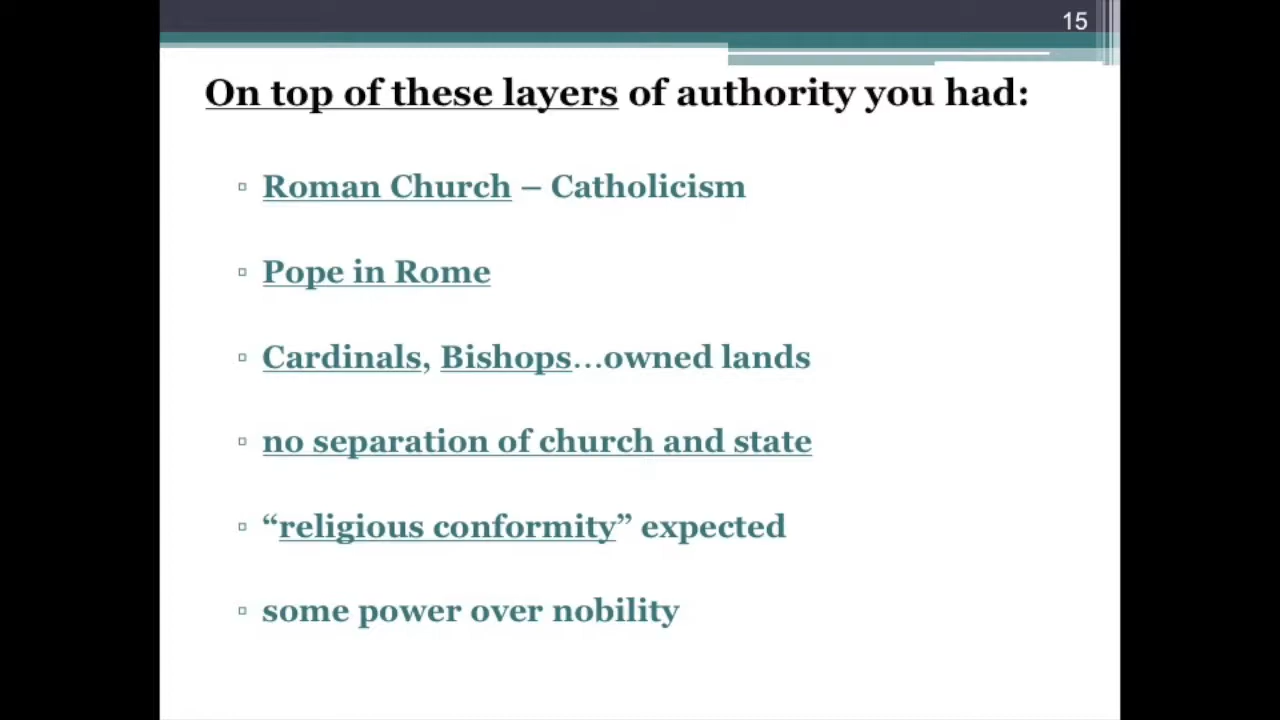 15
On top of these layers of authority you had:
▫ Roman Church – Catholicism
▫ Pope in Rome
▫ Cardinals, Bishops...owned lands
▫ no separation of church and state
▫ “religious conformity” expected
▫ some power over nobility